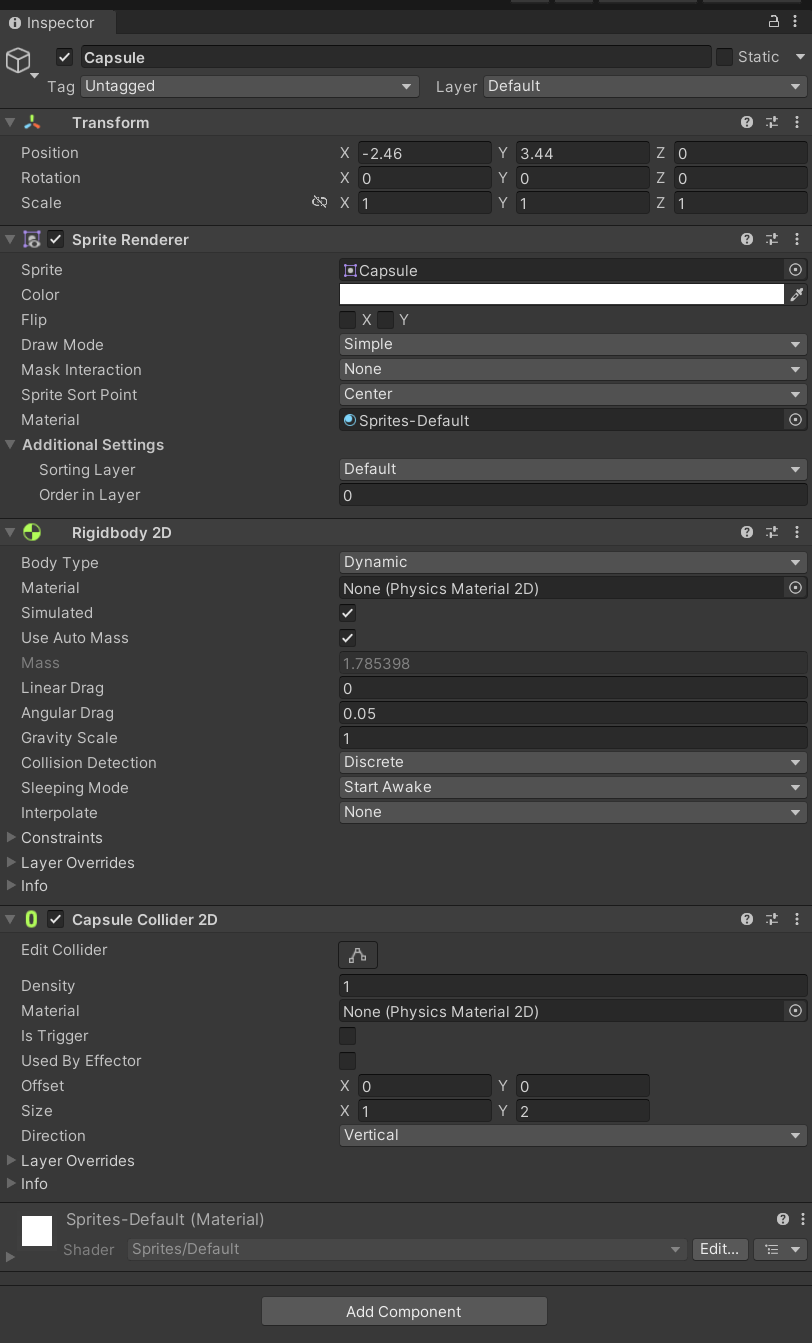 Inspector
Capsule Static
Tag Untagged Layer Default
Transform
Position X -2.46 Y 3.44 Z 0
Rotation X 0 Y 0 Z 0
Scale X 1 Y 1 Z 1
Sprite Renderer
Sprite Capsule
Color
Flip X Y
Draw Mode Simple
Mask Interaction None
Sprite Sort Point Center
Material Sprites-Default
Additional Settings
Sorting Layer Default
Order in Layer 0
Rigidbody 2D
Body Type Dynamic
Material None (Physics Material 2D)
Simulated
Use Auto Mass
Mass 1.785398
Linear Drag 0
Angular Drag 0.05
Gravity Scale 1
Collision Detection Discrete
Sleeping Mode Start Awake
Interpolate None
Constraints
Layer Overrides
Info
Capsule Collider 2D
Edit Collider
Density 1
Material None (Physics Material 2D)
Is Trigger
Used By Effector
Offset X 0 Y 0
Size X 1 Y 2
Direction Vertical
Layer Overrides
Info
Sprites-Default (Material)
Shader Sprites/Default Edit...
Add Component